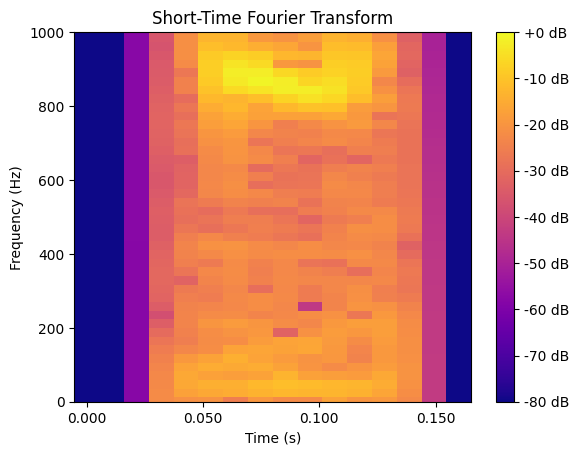 Short-Time Fourier Transform
1000
800
600
400
200
0
Frequency (Hz)
0.000
0.050
0.100
0.150
Time (s)
+0 dB
-10 dB
-20 dB
-30 dB
-40 dB
-50 dB
-60 dB
-70 dB
-80 dB